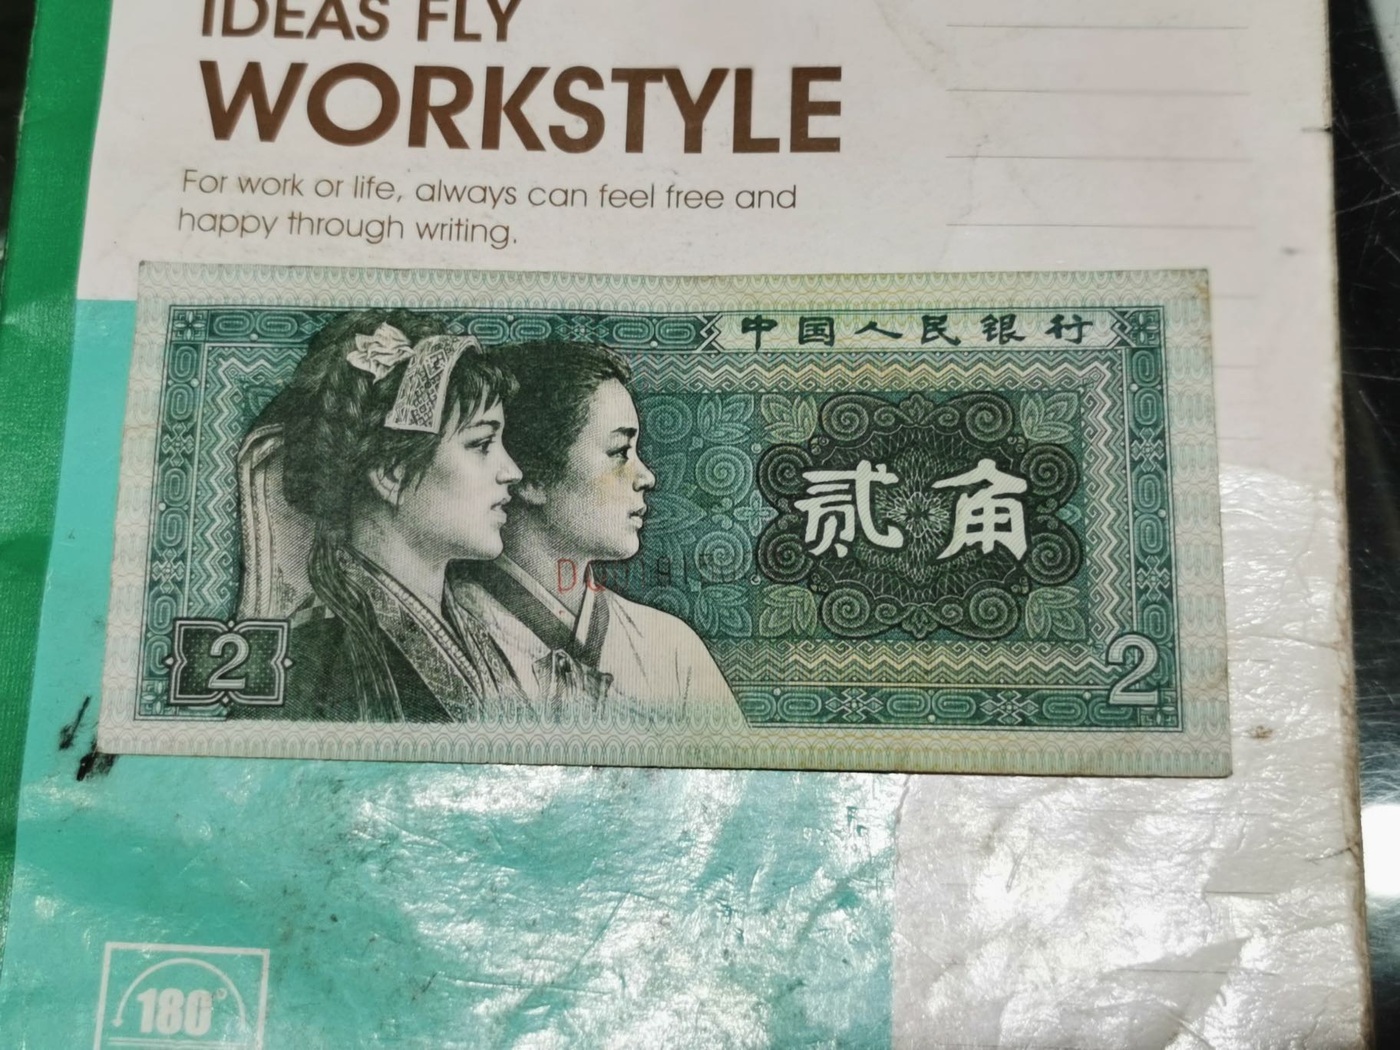 IDEAS FLY
WORKSTYLE
For work or life, always can feel free and
happy through writing.
中国人民银行
贰角
2
2
180°